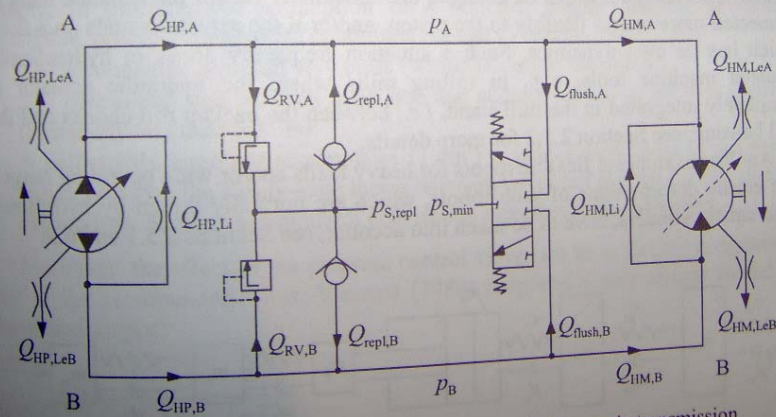 A
Q_HP,A
p_A
Q_HM,A
A
Q_HP,LeA
Q_HM,LeA
Q_RV,A
Q_repl,A
Q_flush,A
Q_HP,Li
p_S,repl
p_S,min
Q_HM,Li
Q_HP,LeB
Q_RV,B
Q_repl,B
Q_flush,B
Q_HM,LeB
B
Q_HP,B
p_B
Q_HM,B
B